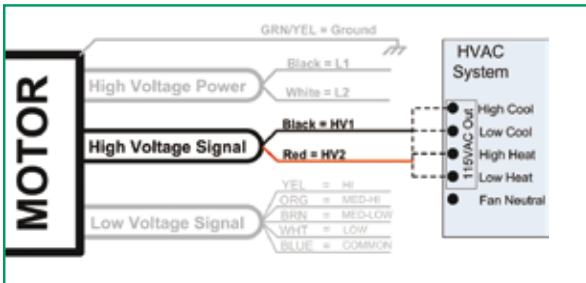 GRN/YEL = Ground
HVAC
System
MOTOR
High Voltage Power
Black = L1
White = L2
High Voltage Signal
Black = HV1
Red = HV2
115VAC Out
High Cool
Low Cool
High Heat
Low Heat
Fan Neutral
Low Voltage Signal
YEL = HI
ORG = MED-HI
BRN = MED-LOW
WHT = LOW
BLUE = COMMON